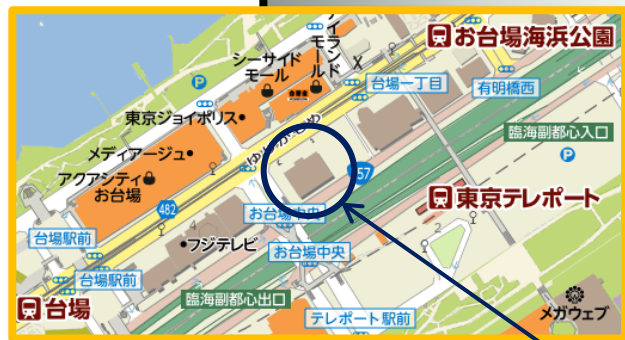 お台場海浜公園
アイランドモール
シーサイド
モール
台場一丁目
有明橋西
東京ジョイポリス
ゆりかもめ
臨海副都心入口
メディアージュ
アクアシティ
お台場
357
482
東京テレポート
お台場中央
台場駅前
フジテレビ
お台場中央
台場駅前
4
2
臨海副都心出口
台場
テレポート駅前
メガウェブ
P
P